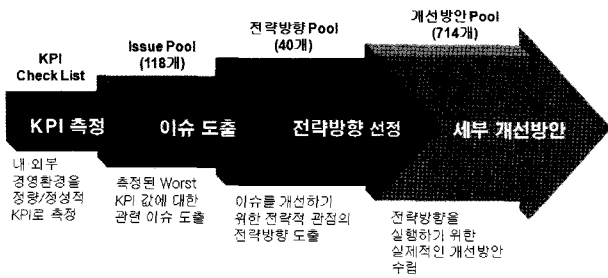 KPI
Check List
Issue Pool
(118개)
전략방향 Pool
(40개)
개선방안 Pool
(714개)
KPI 측정
이슈 도출
전략방향 선정
세부 개선방안
내 외부
경영환경을
정량/정성적
KPI로 측정
측정된 Worst
KPI 값에 대한
관련 이슈 도출
이슈를 개선하기
위한 전략적 관점의
전략방향 도출
전략방향을
실행하기 위한
실제적인 개선방안
수립